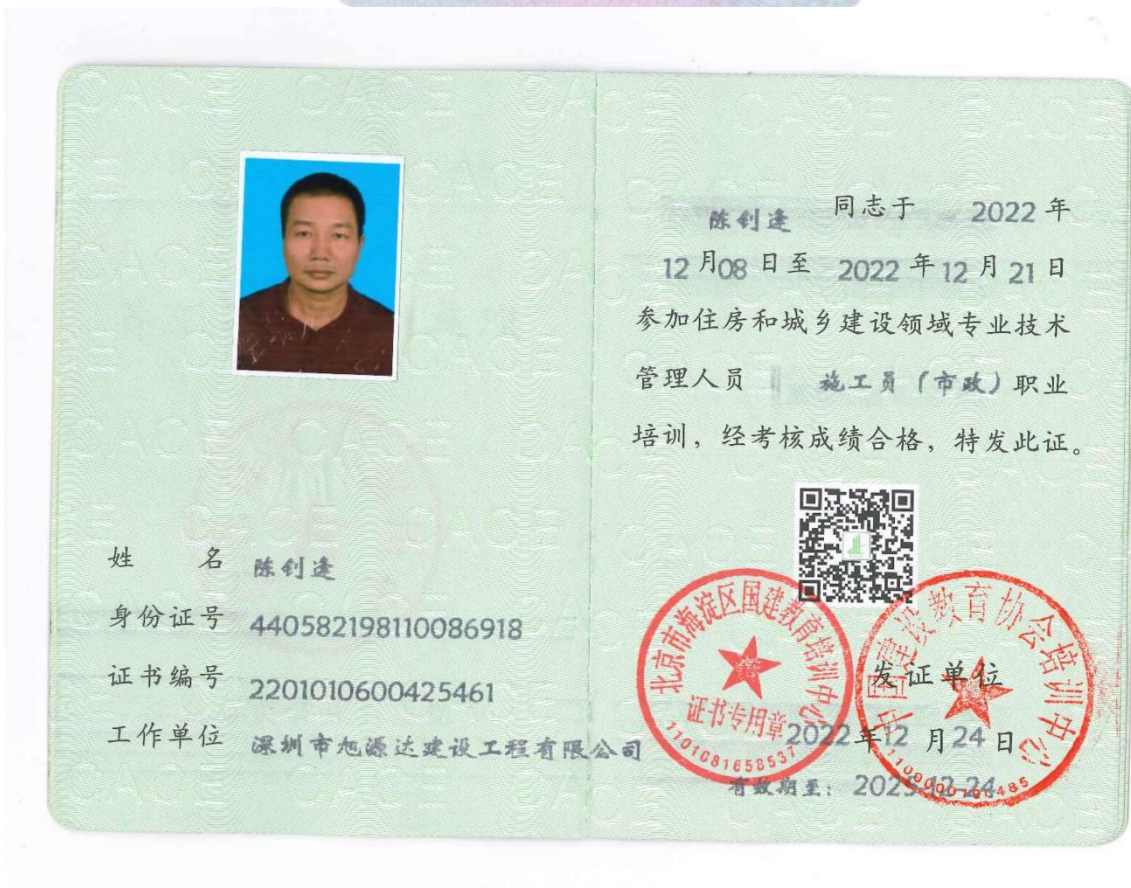 陈钊逢 同志于 2022 年
12 月 08 日至 2022 年 12 月 21 日
参加住房和城乡建设领域专业技术
管理人员 施工员（市政）职业
培训，经考核成绩合格，特发此证。
姓 名 陈钊逢
身份证号 440582198110086918
证书编号 2201010600425461
工作单位 深圳市旭源达建设工程有限公司
北京市海淀区国建教育培训中心
证书专用章
1101081658537
中国建设教育协会培训中心
发证单位
2022 年 12 月 24 日
有效期至：2025-12-24
CACE